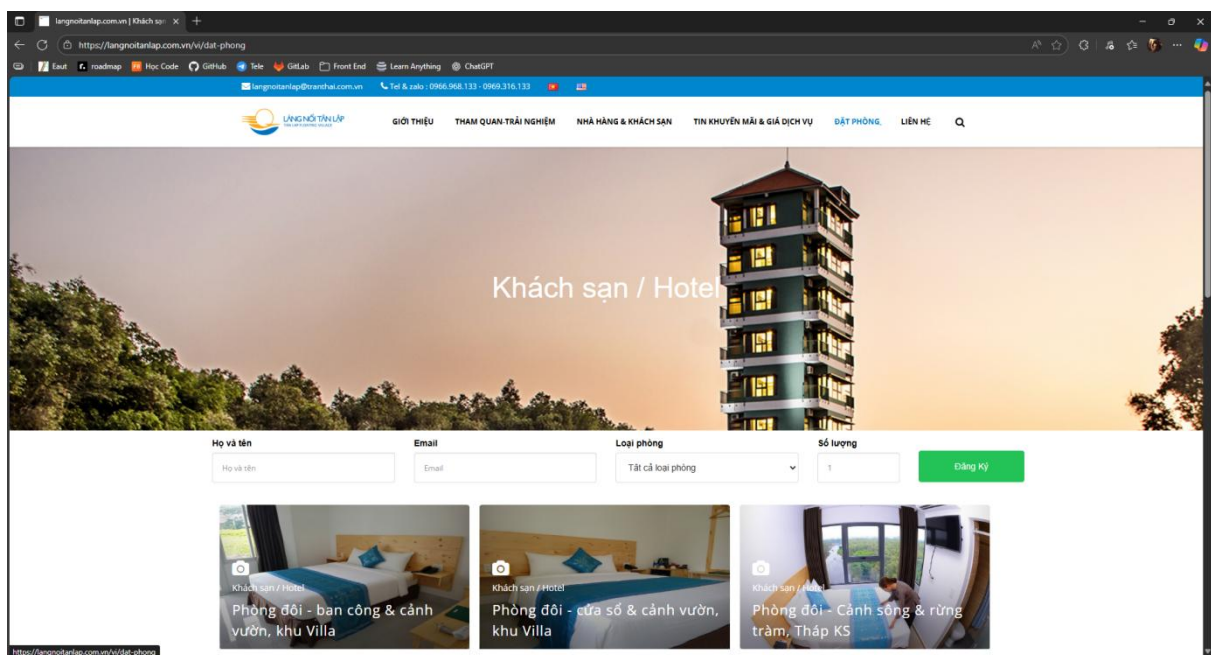 langnoitanlap.com.vn | Khách sạn
https://langnoitanlap.com.vn/vi/dat-phong
Eaut
roadmap
Học Code
GitHub
Tele
GitLab
Front End
Learn Anything
ChatGPT
langnoitanlap@tranthai.com.vn
Tel & zalo : 0966.968.133 - 0969.316.133
LÀNG NỔI TÂN LẬP
GIỚI THIỆU
THAM QUAN-TRẢI NGHIỆM
NHÀ HÀNG & KHÁCH SẠN
TIN KHUYẾN MÃI & GIÁ DỊCH VỤ
ĐẶT PHÒNG
LIÊN HỆ
Khách sạn / Hotel
Họ và tên
Email
Loại phòng
Số lượng
Họ và tên
Email
Tất cả loại phòng
1
Đăng Ký
Khách sạn / Hotel
Phòng đôi - ban công & cảnh
vườn, khu Villa
Khách sạn / Hotel
Phòng đôi - cửa sổ & cảnh vườn,
khu Villa
Khách sạn / Hotel
Phòng đôi - Cảnh sông & rừng
tràm, Tháp KS
https://langnoitanlap.com.vn/vi/dat-phong